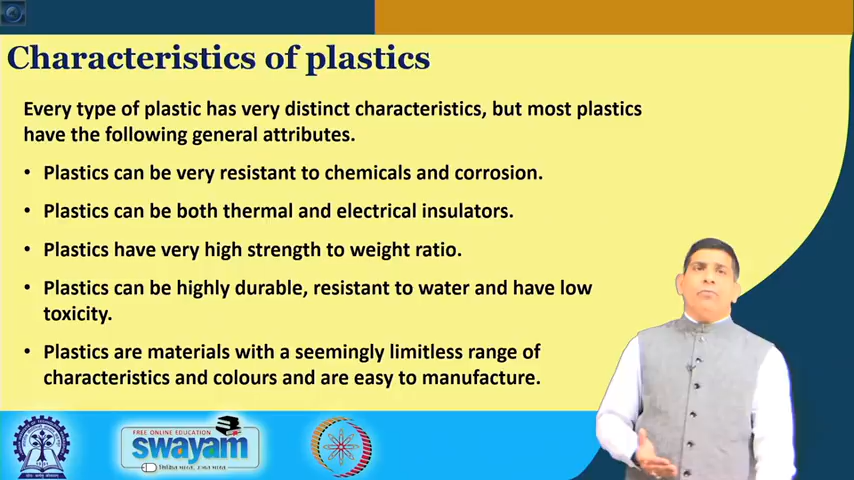 Characteristics of plastics
Every type of plastic has very distinct characteristics, but most plastics
have the following general attributes.
• Plastics can be very resistant to chemicals and corrosion.
• Plastics can be both thermal and electrical insulators.
• Plastics have very high strength to weight ratio.
• Plastics can be highly durable, resistant to water and have low
toxicity.
• Plastics are materials with a seemingly limitless range of
characteristics and colours and are easy to manufacture.
FREE ONLINE EDUCATION
swayam